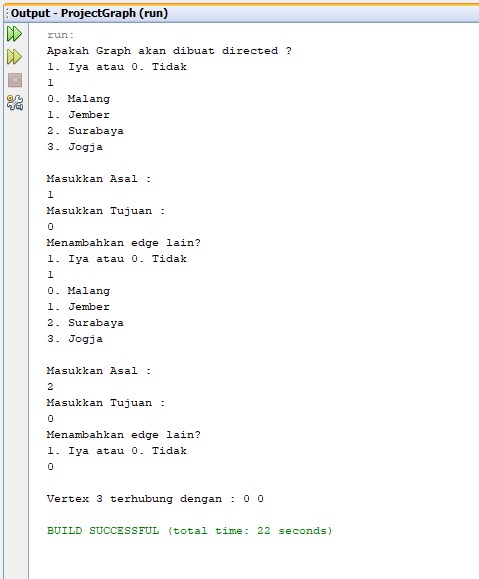 Output - ProjectGraph (run)
run:
Apakah Graph akan dibuat directed ?
1. Iya atau 0. Tidak
1
0. Malang
1. Jember
2. Surabaya
3. Jogja
Masukkan Asal :
1
Masukkan Tujuan :
0
Menambahkan edge lain?
1. Iya atau 0. Tidak
1
0. Malang
1. Jember
2. Surabaya
3. Jogja
Masukkan Asal :
2
Masukkan Tujuan :
0
Menambahkan edge lain?
1. Iya atau 0. Tidak
0
Vertex 3 terhubung dengan : 0 0
BUILD SUCCESSFUL (total time: 22 seconds)